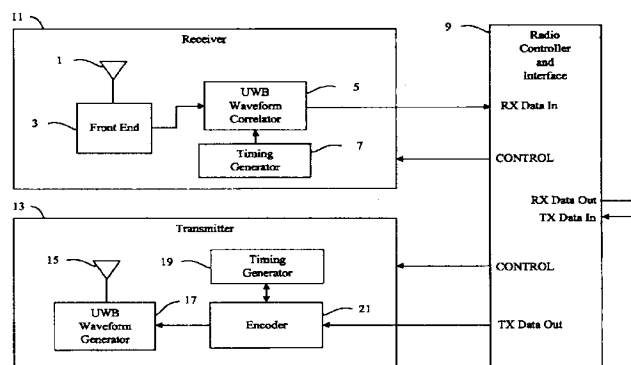 11
Receiver
1
3
Front End
UWB
Waveform
Correlator
5
Timing
Generator
7
9
Radio
Controller
and
Interface
RX Data In
CONTROL
RX Data Out
TX Data In
CONTROL
TX Data Out
13
Transmitter
15
UWB
Waveform
Generator
17
19
Timing
Generator
Encoder
21